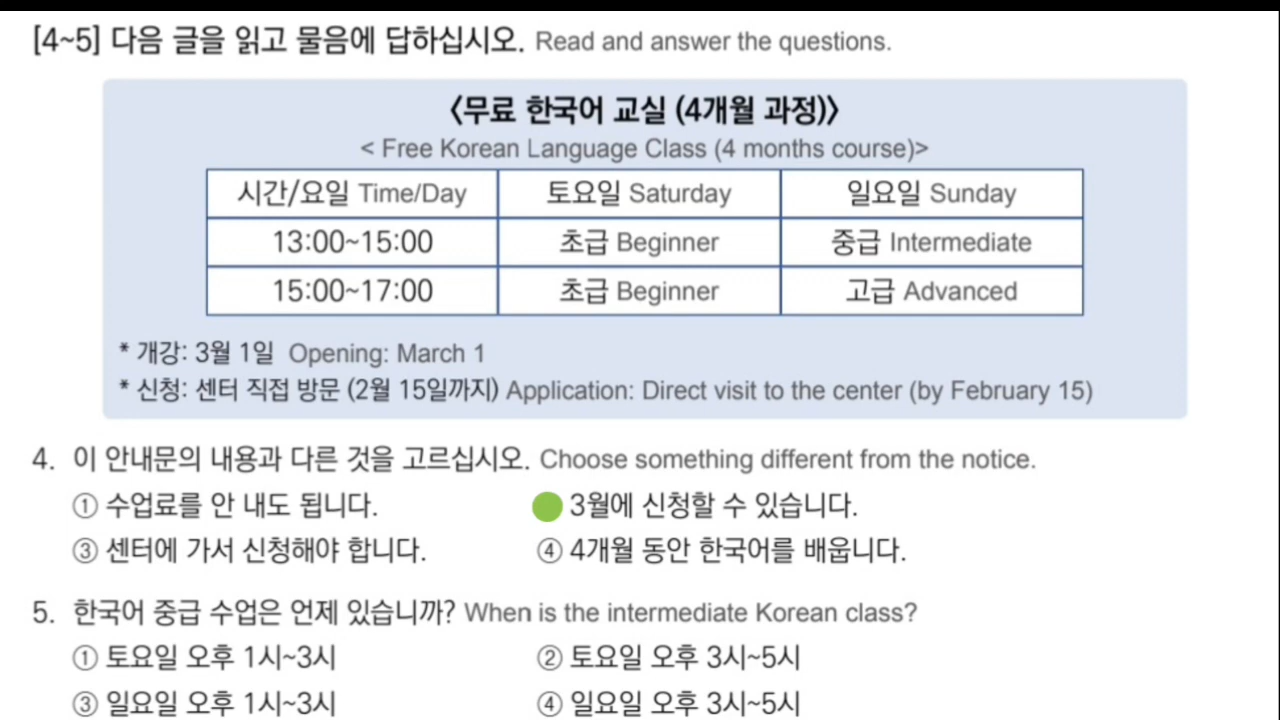 [4~5] 다음 글을 읽고 물음에 답하십시오. Read and answer the questions.
〈무료 한국어 교실 (4개월 과정)〉
< Free Korean Language Class (4 months course)>
시간/요일 Time/Day 토요일 Saturday 일요일 Sunday
13:00~15:00 초급 Beginner 중급 Intermediate
15:00~17:00 초급 Beginner 고급 Advanced
* 개강: 3월 1일 Opening: March 1
* 신청: 센터 직접 방문 (2월 15일까지) Application: Direct visit to the center (by February 15)
4. 이 안내문의 내용과 다른 것을 고르십시오. Choose something different from the notice.
① 수업료를 안 내도 됩니다. 3월에 신청할 수 있습니다.
③ 센터에 가서 신청해야 합니다. ④ 4개월 동안 한국어를 배웁니다.
5. 한국어 중급 수업은 언제 있습니까? When is the intermediate Korean class?
① 토요일 오후 1시~3시 ② 토요일 오후 3시~5시
③ 일요일 오후 1시~3시 ④ 일요일 오후 3시~5시